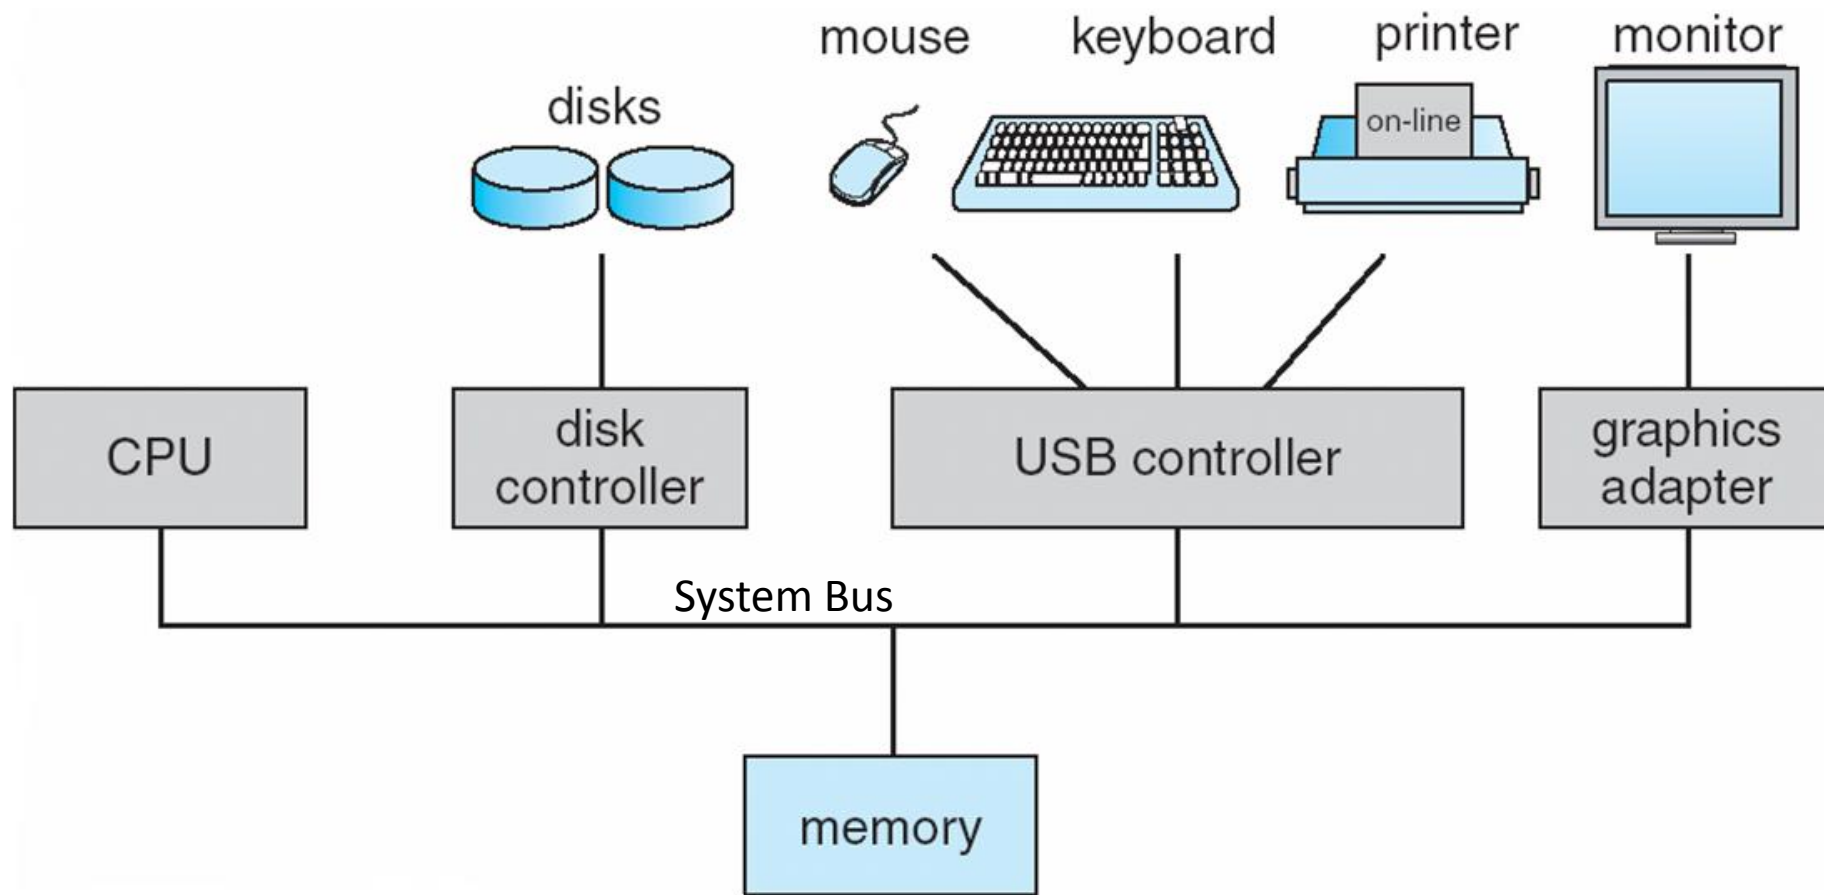 mouse
keyboard
printer
monitor
disks
on-line
CPU
disk
controller
USB controller
graphics
adapter
System Bus
memory